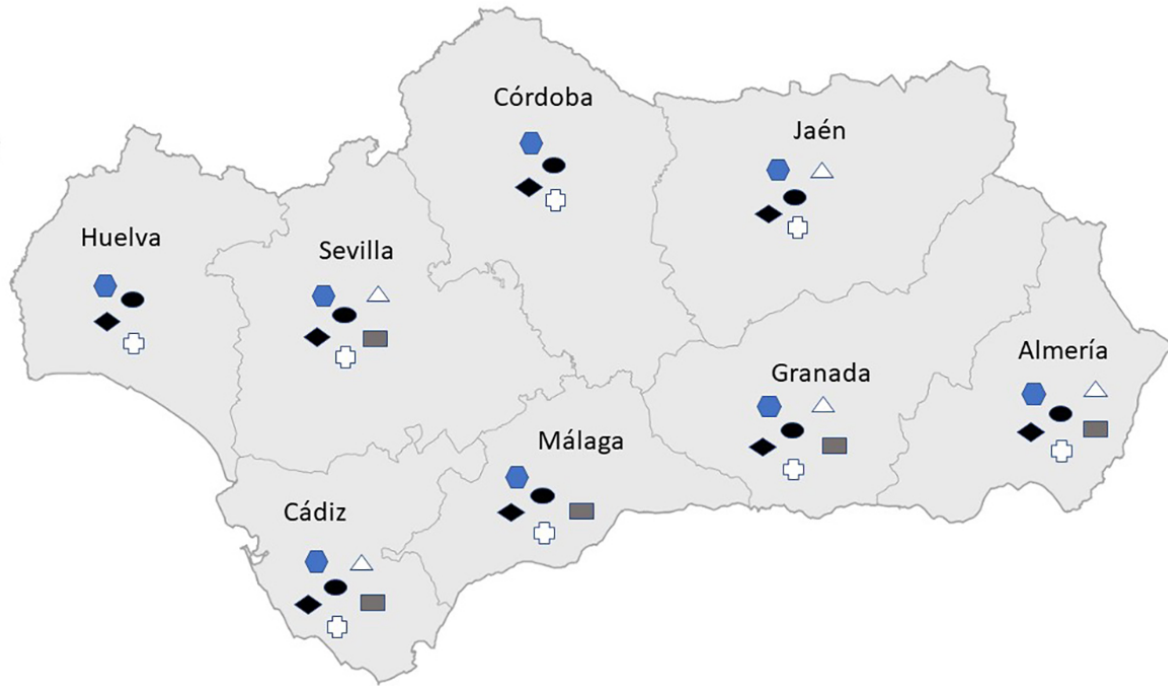 Córdoba
Jaén
Huelva
Sevilla
Almería
Granada
Málaga
Cádiz